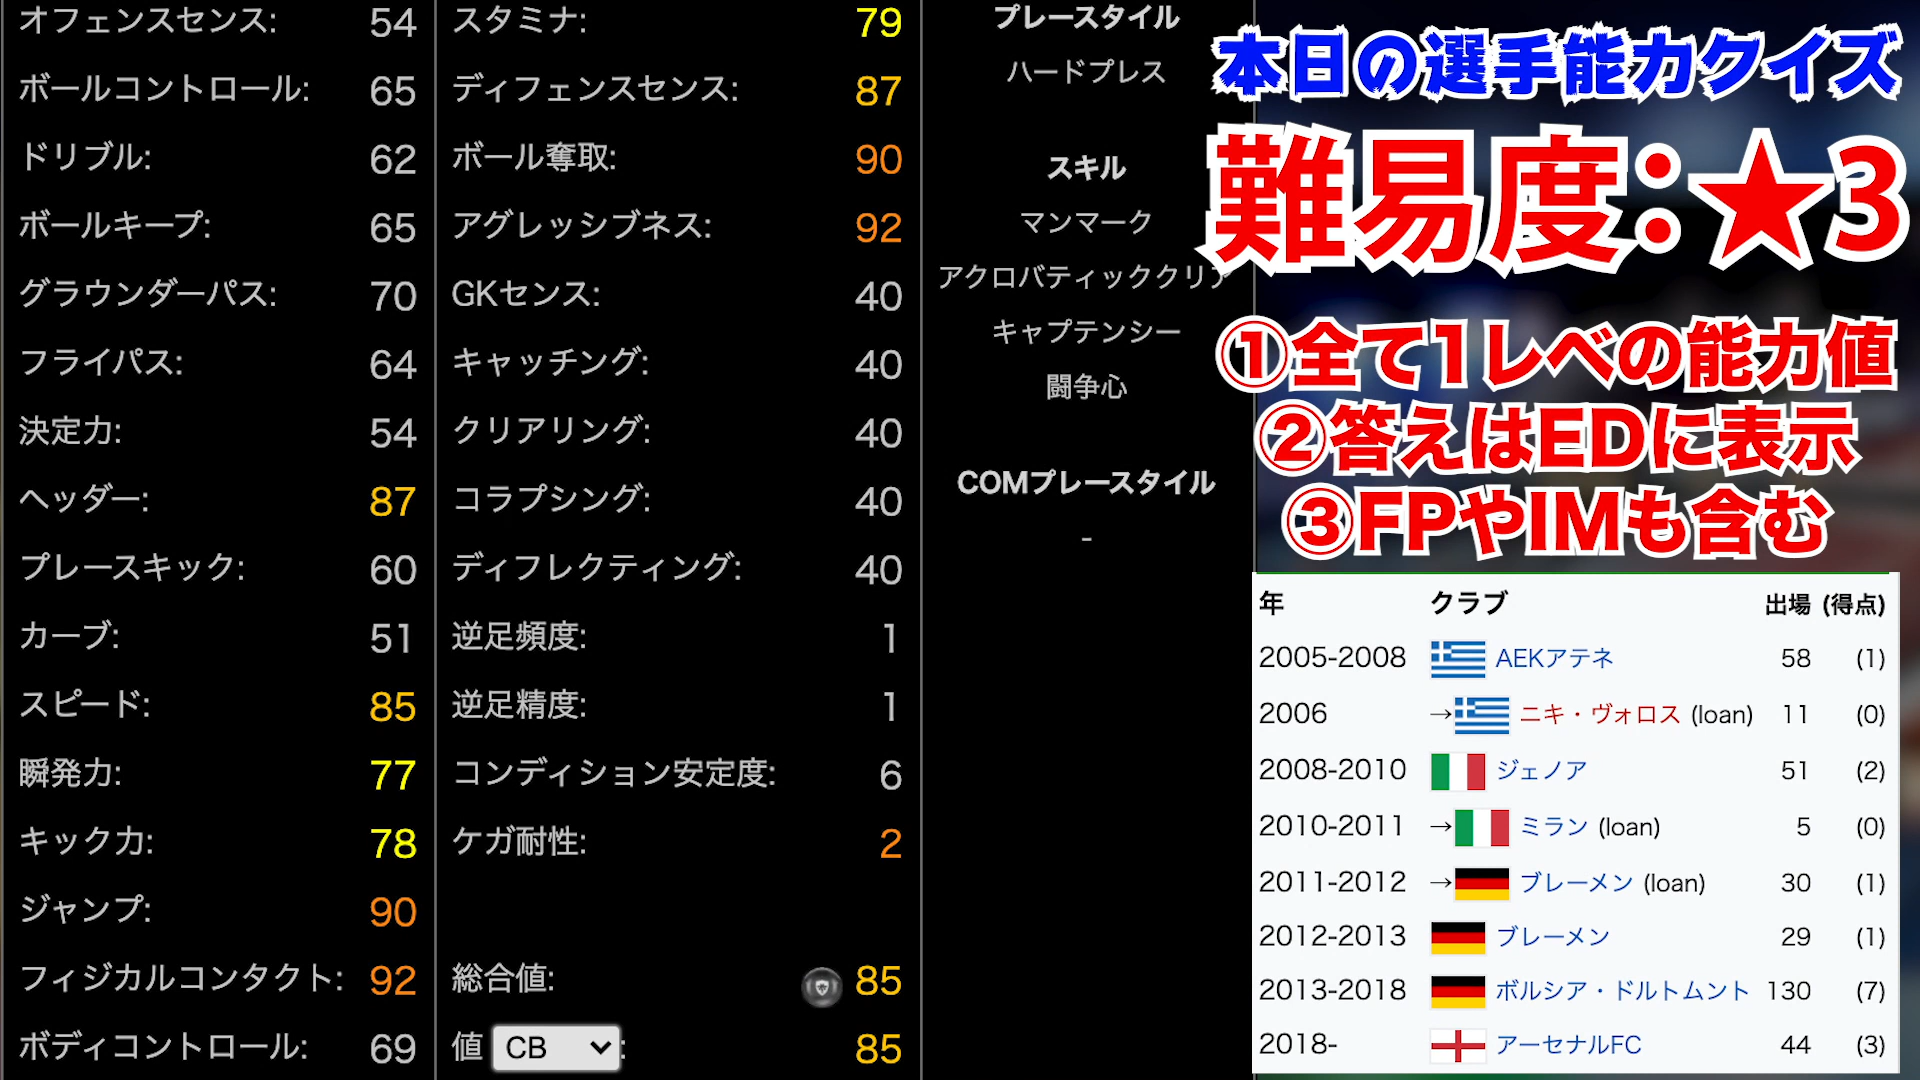 オフェンスセンス: 54
ボールコントロール: 65
ドリブル: 62
ボールキープ: 65
グラウンダーパス: 70
フライパス: 64
決定力: 54
ヘッダー: 87
プレースキック: 60
カーブ: 51
スピード: 85
瞬発力: 77
キック力: 78
ジャンプ: 90
フィジカルコンタクト: 92
ボディコントロール: 69
スタミナ: 79
ディフェンスセンス: 87
ボール奪取: 90
アグレッシブネス: 92
GKセンス: 40
キャッチング: 40
クリアリング: 40
コラプシング: 40
ディフレクティング: 40
逆足頻度: 1
逆足精度: 1
コンディション安定度: 6
ケガ耐性: 2
総合値: 85
値 CB : 85
プレースタイル
ハードプレス
スキル
マンマーク
アクロバティッククリア
キャプテンシー
闘争心
COMプレースタイル
-
本日の選手能力クイズ
難易度:★3
①全て1レベの能力値
②答えはEDに表示
③FPやIMも含む
年 クラブ 出場 (得点)
2005-2008 AEKアテネ 58 (1)
2006 →ニキ・ヴォロス (loan) 11 (0)
2008-2010 ジェノア 51 (2)
2010-2011 →ミラン (loan) 5 (0)
2011-2012 →ブレーメン (loan) 30 (1)
2012-2013 ブレーメン 29 (1)
2013-2018 ボルシア・ドルトムント 130 (7)
2018- アーセナルFC 44 (3)